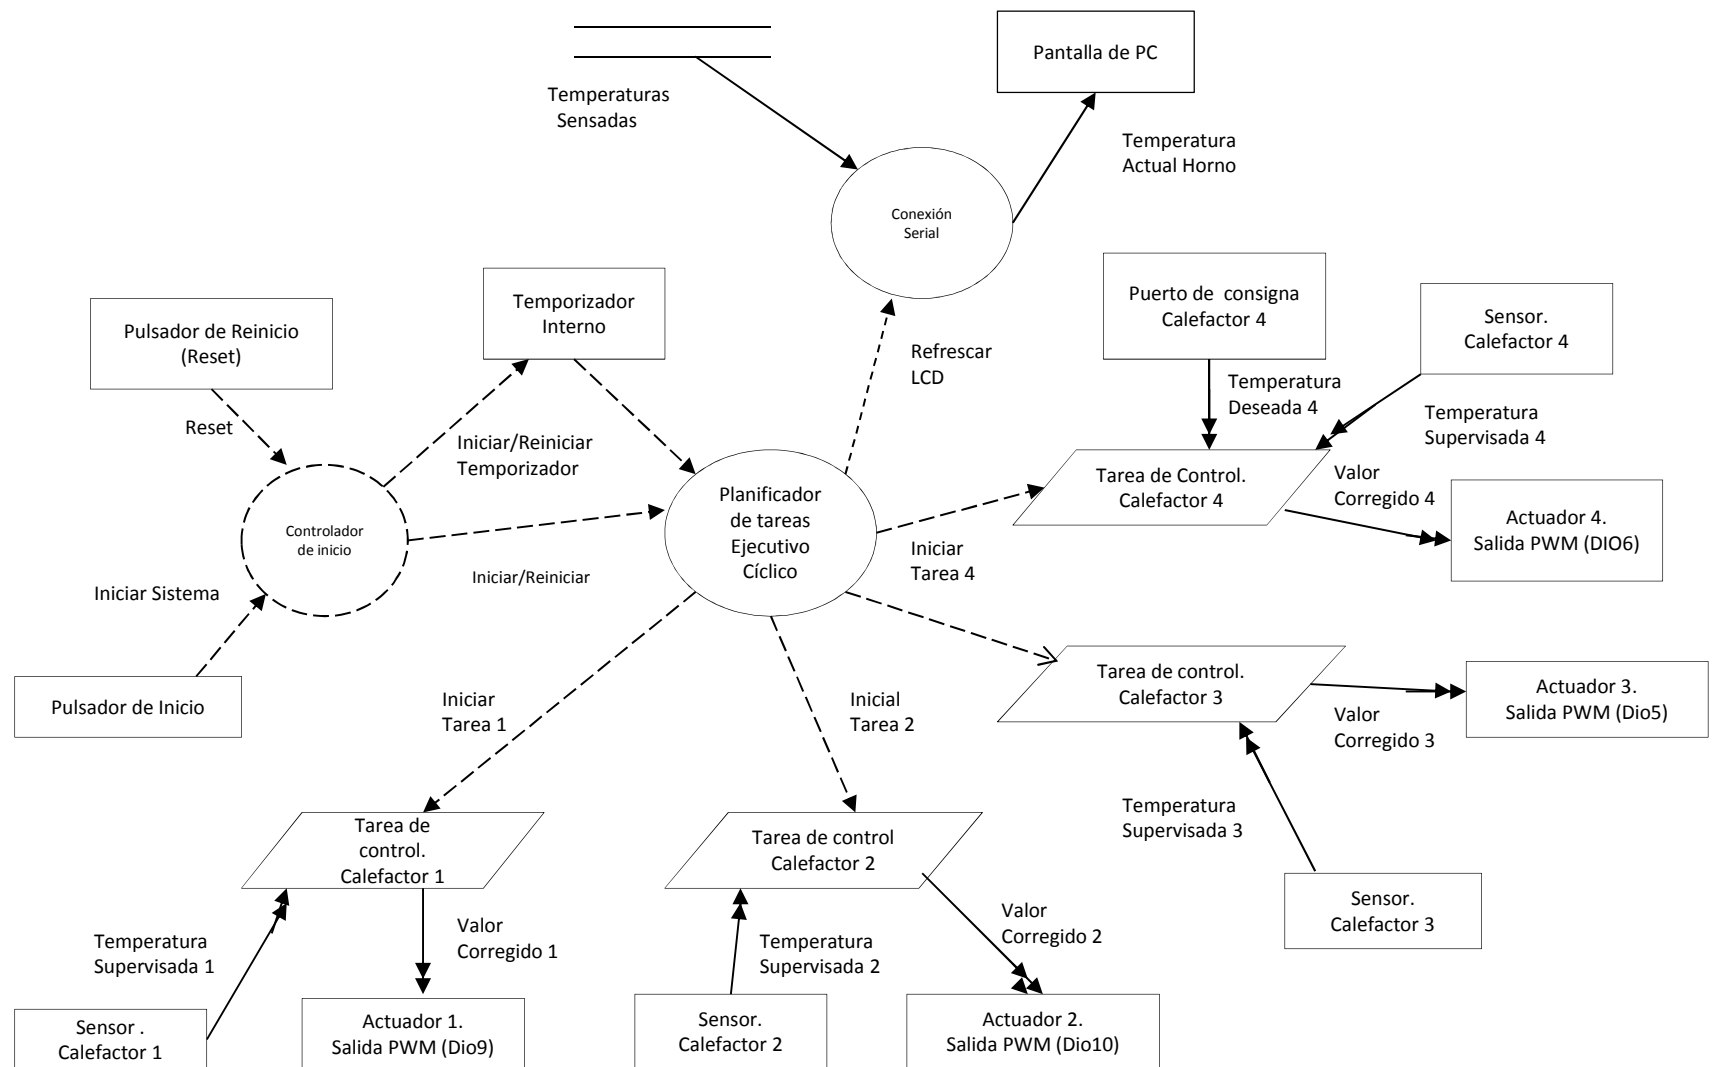 Pantalla de PC
Temperaturas
Sensadas
Temperatura
Actual Horno
Conexión
Serial
Temporizador
Interno
Puerto de consigna
Calefactor 4
Sensor.
Calefactor 4
Pulsador de Reinicio
(Reset)
Refrescar
LCD
Temperatura
Deseada 4
Temperatura
Supervisada 4
Reset
Iniciar/Reiniciar
Temporizador
Tarea de Control.
Calefactor 4
Valor
Corregido 4
Planificador
de tareas
Ejecutivo
Cíclico
Controlador
de inicio
Actuador 4.
Salida PWM (DIO6)
Iniciar
Tarea 4
Iniciar/Reiniciar
Iniciar Sistema
Pulsador de Inicio
Iniciar
Tarea 1
Inicial
Tarea 2
Tarea de control.
Calefactor 3
Valor
Corregido 3
Actuador 3.
Salida PWM (Dio5)
Temperatura
Supervisada 3
Tarea de
control.
Calefactor 1
Tarea de control
Calefactor 2
Sensor.
Calefactor 3
Temperatura
Supervisada 1
Valor
Corregido 1
Temperatura
Supervisada 2
Valor
Corregido 2
Sensor .
Calefactor 1
Actuador 1.
Salida PWM (Dio9)
Sensor.
Calefactor 2
Actuador 2.
Salida PWM (Dio10)